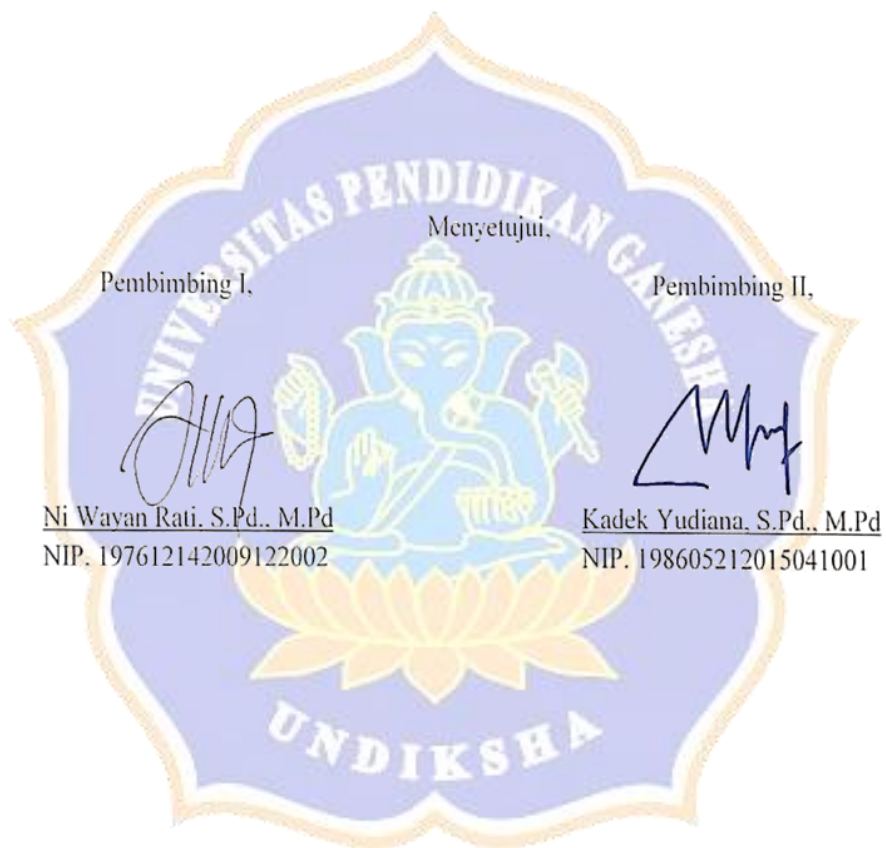 UNIVERSITAS PENDIDIKAN GANESHA
Menyetujui,
Pembimbing I,
Pembimbing II,
Ni Wayan Rati, S.Pd., M.Pd
Kadek Yudiana, S.Pd., M.Pd
NIP. 197612142009122002
NIP. 198605212015041001
UNDIKSHA